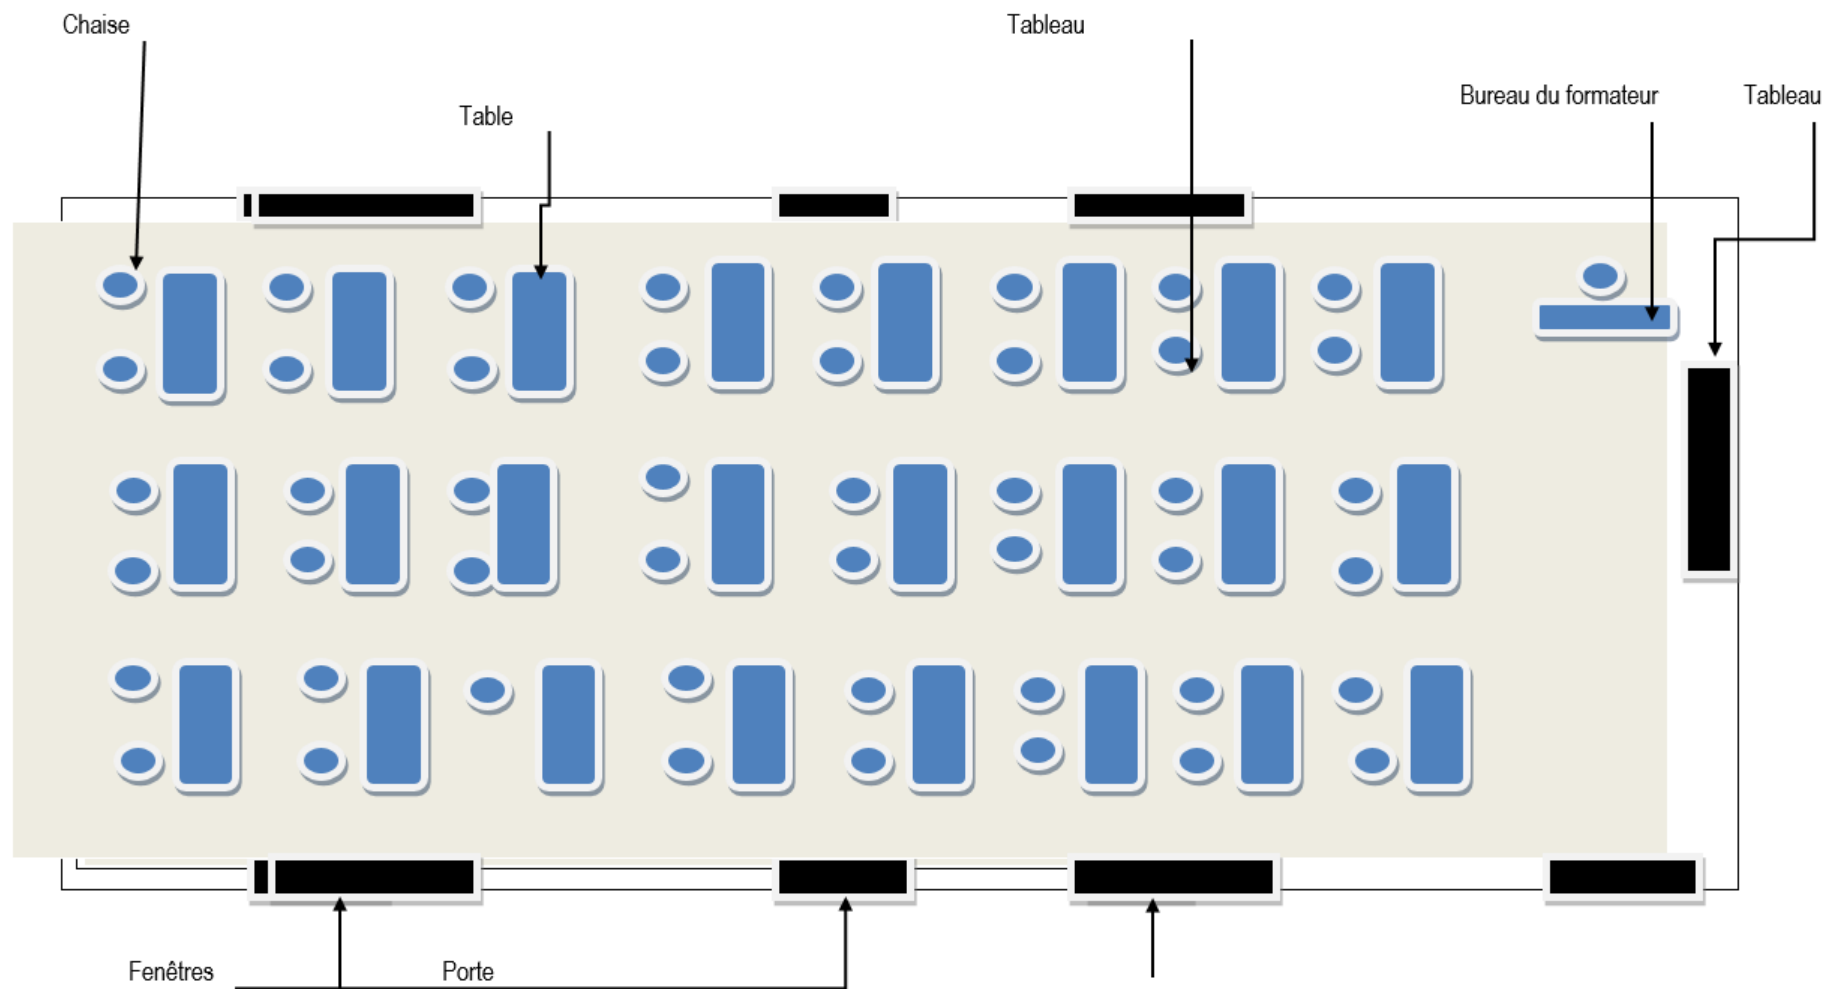 Chaise
Tableau
Table
Bureau du formateur
Tableau
Fenêtres
Porte